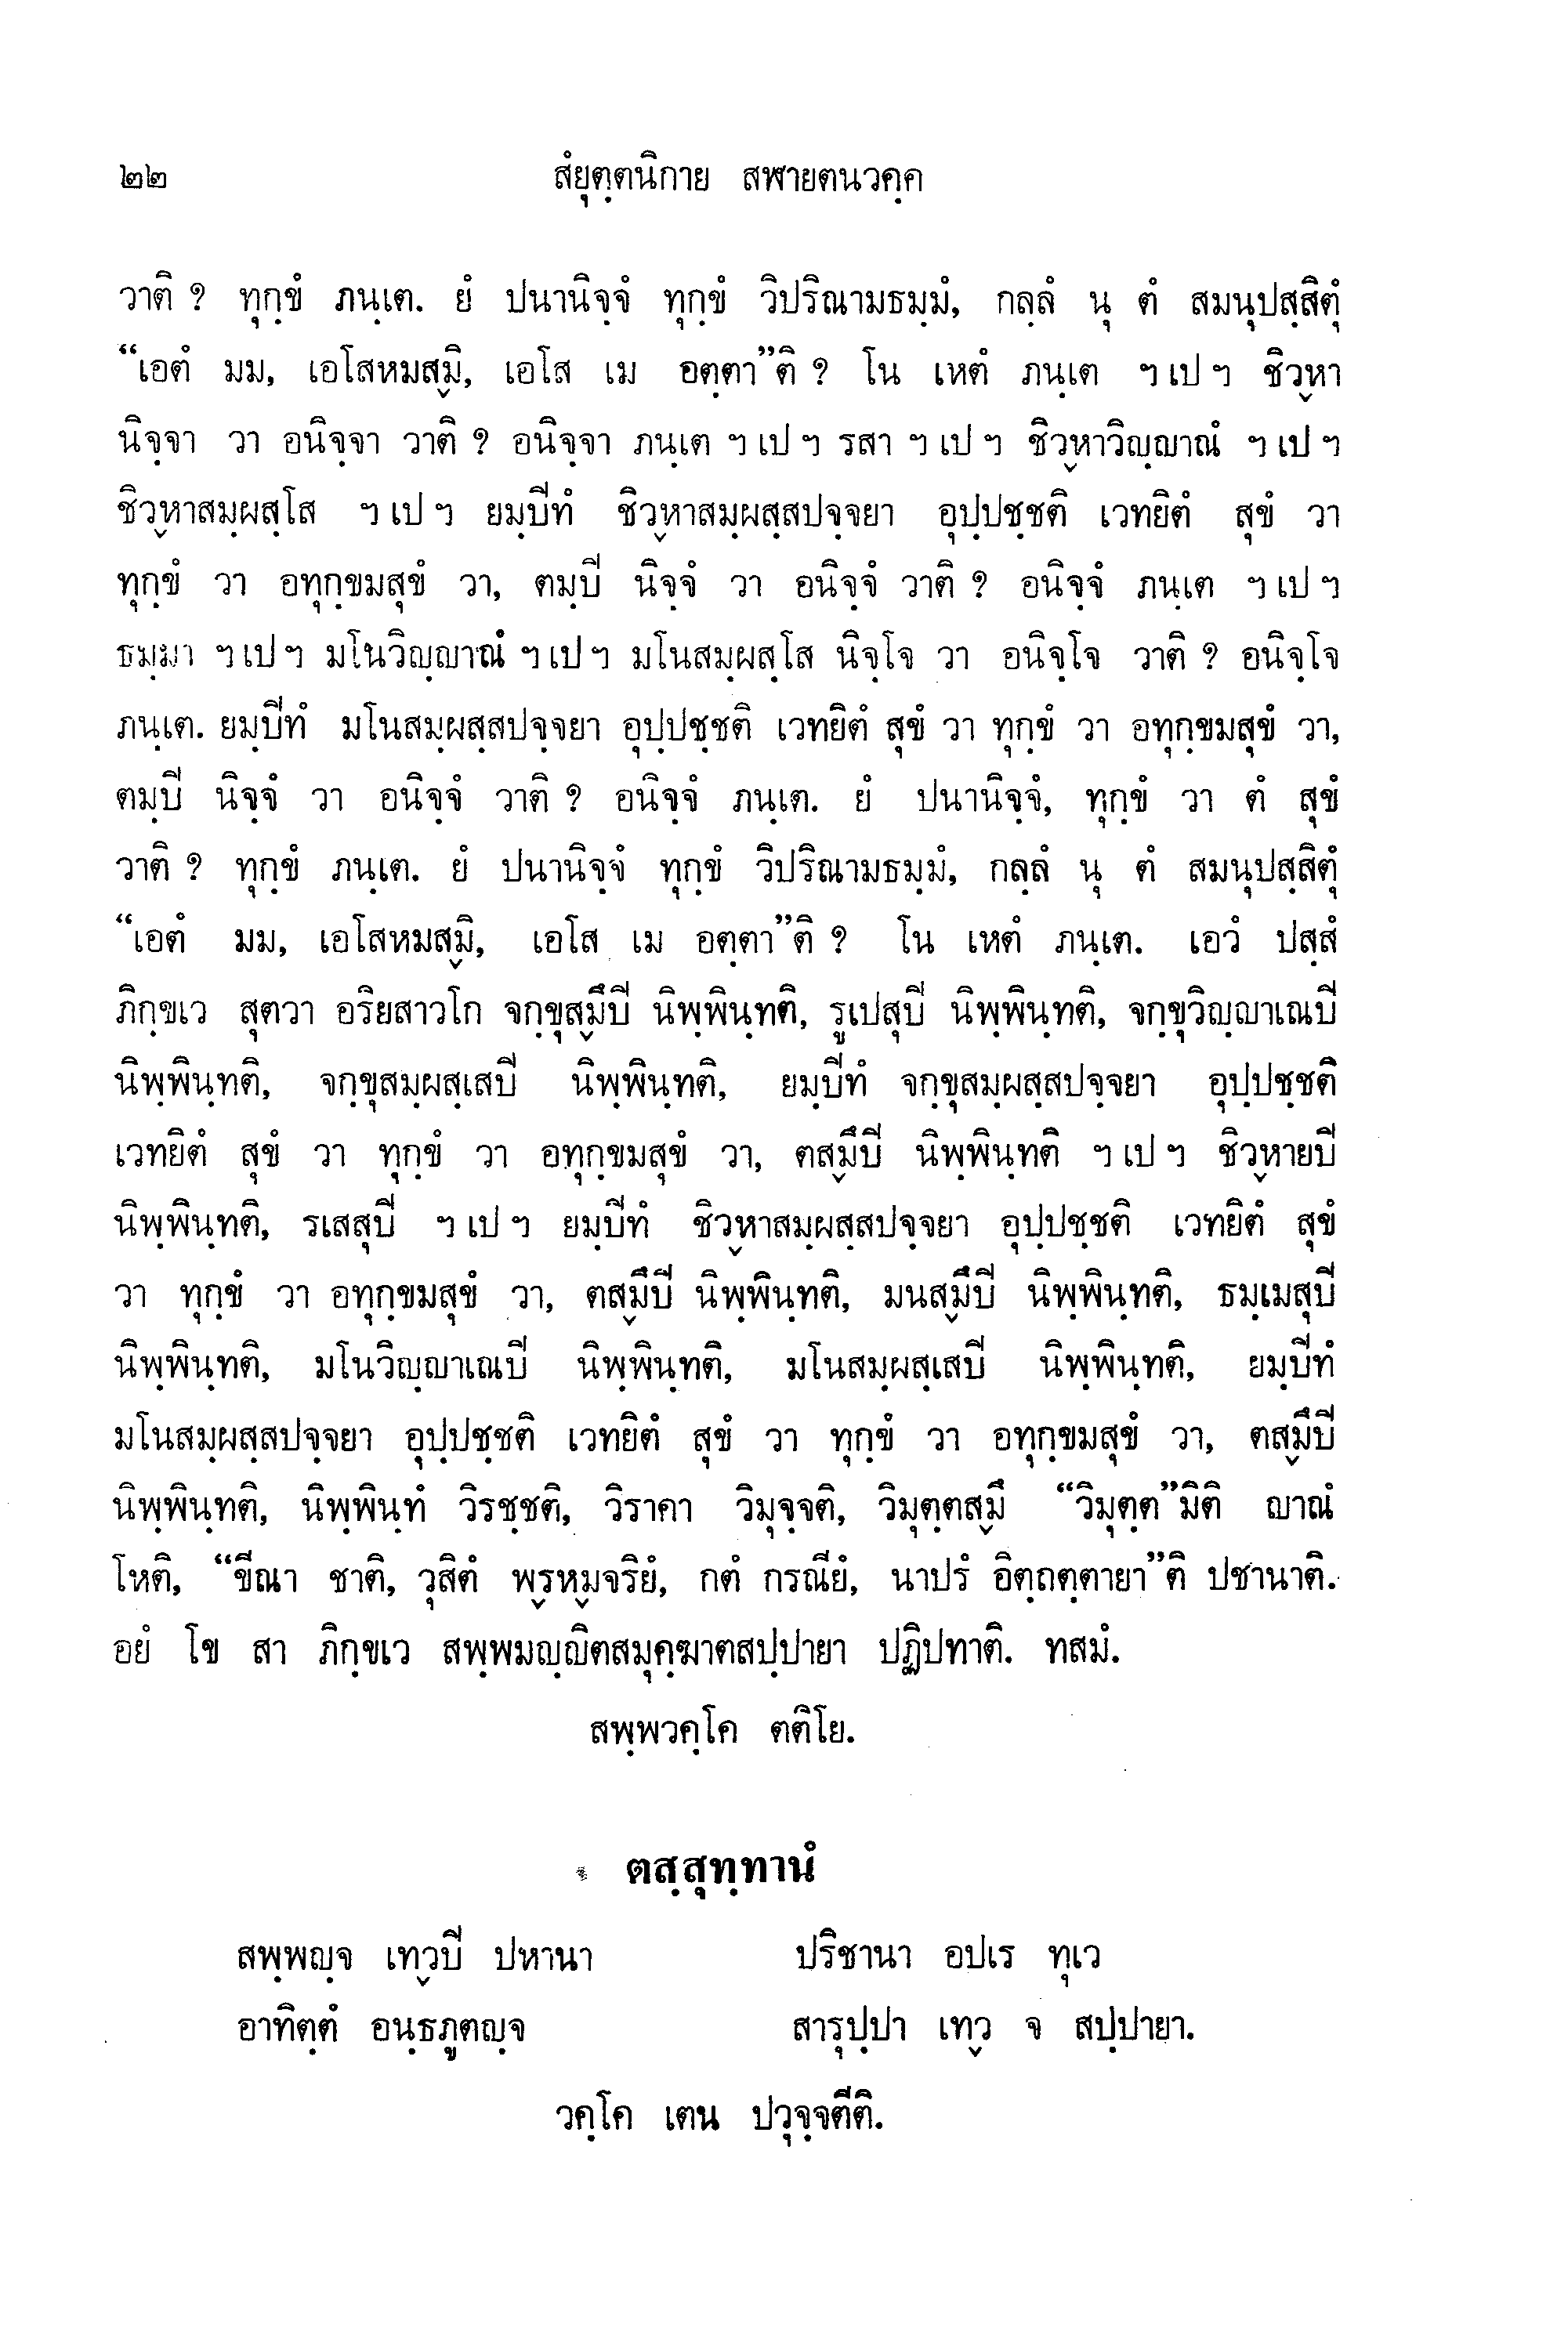 ๒๒ สํยุตฺตนิกาย สฬายตนวคฺค
วาติ ? ทุกฺขํ ภนฺเต. ยํ ปนานิจฺจํ ทุกฺขํ วิปริณามธมฺมํ, กลฺลํ นุ ตํ สมนุปสฺสิตุํ
“เอตํ มม, เอโสหมส๎มิ, เอโส เม อตฺตา”ติ ? โน เหตํ ภนฺเต ฯ เป ฯ ชิว๎หา
นิจฺจา วา อนิจฺจา วาติ ? อนิจฺจา ภนฺเต ฯ เป ฯ รสา ฯ เป ฯ ชิว๎หาวิญฺญาณํ ฯ เป ฯ
ชิว๎หาสมฺผสฺโส ฯ เป ฯ ยมฺปิทํ ชิว๎หาสมฺผสฺสปจฺจยา อุปฺปชฺชติ เวทยิตํ สุขํ วา
ทุกฺขํ วา อทุกฺขมสุขํ วา, ตมฺปิ นิจฺจํ วา อนิจฺจํ วาติ ? อนิจฺจํ ภนฺเต ฯ เป ฯ
ธมฺมา ฯ เป ฯ มโนวิญฺญาณํ ฯ เป ฯ มโนสมฺผสฺโส นิจฺโจ วา อนิจฺโจ วาติ ? อนิจฺโจ
ภนฺเต. ยมฺปิทํ มโนสมฺผสฺสปจฺจยา อุปฺปชฺชติ เวทยิตํ สุขํ วา ทุกฺขํ วา อทุกฺขมสุขํ วา,
ตมฺปิ นิจฺจํ วา อนิจฺจํ วาติ ? อนิจฺจํ ภนฺเต. ยํ ปนานิจฺจํ, ทุกฺขํ วา ตํ สุขํ
วาติ ? ทุกฺขํ ภนฺเต. ยํ ปนานิจฺจํ ทุกฺขํ วิปริณามธมฺมํ, กลฺลํ นุ ตํ สมนุปสฺสิตุํ
“เอตํ มม, เอโสหมส๎มิ, เอโส เม อตฺตา”ติ ? โน เหตํ ภนฺเต. เอวํ ปสฺสํ
ภิกฺขเว สุตวา อริยสาวโก จกฺขุส๎มึปิ นิพฺพินฺทติ, รูเปสุปิ นิพฺพินฺทติ, จกฺขุวิญฺญาเณปิ
นิพฺพินฺทติ, จกฺขุสมฺผสฺเสปิ นิพฺพินฺทติ, ยมฺปิทํ จกฺขุสมฺผสฺสปจฺจยา อุปฺปชฺชติ
เวทยิตํ สุขํ วา ทุกฺขํ วา อทุกฺขมสุขํ วา, ตส๎มึปิ นิพฺพินฺทติ ฯ เป ฯ ชิว๎หายปิ
นิพฺพินฺทติ, รเสสุปิ ฯ เป ฯ ยมฺปิทํ ชิว๎หาสมฺผสฺสปจฺจยา อุปฺปชฺชติ เวทยิตํ สุขํ
วา ทุกฺขํ วา อทุกฺขมสุขํ วา, ตส๎มึปิ นิพฺพินฺทติ, มนส๎มึปิ นิพฺพินฺทติ, ธมฺเมสุปิ
นิพฺพินฺทติ, มโนวิญฺญาเณปิ นิพฺพินฺทติ, มโนสมฺผสฺเสปิ นิพฺพินฺทติ, ยมฺปิทํ
มโนสมฺผสฺสปจฺจยา อุปฺปชฺชติ เวทยิตํ สุขํ วา ทุกฺขํ วา อทุกฺขมสุขํ วา, ตส๎มึปิ
นิพฺพินฺทติ, นิพฺพินฺทํ วิรชฺชติ, วิราคา วิมุจฺจติ, วิมุตฺตส๎มึ “วิมุตฺต”มิติ ญาณํ
โหติ, “ขีณา ชาติ, วุสิตํ พ๎รห๎มจริยํ, กตํ กรณียํ, นาปรํ อิตฺถตฺตายา”ติ ปชานาติ.
อยํ โข สา ภิกฺขเว สพฺพมญฺญิตสมุคฺฆาตสปฺปายา ปฏิปทาติ. ทสมํ.
สพฺพวคฺโค ตติโย.
ตสฺสุทฺทานํ
สพฺพญฺจ เทว๎ปิ ปหานา ปริชานา อปเร ทุเว
อาทิตฺตํ อนฺธภูตญฺจ สารุปฺปา เทว๎ จ สปฺปายา.
วคฺโค เตน ปวุจฺจตีติ.